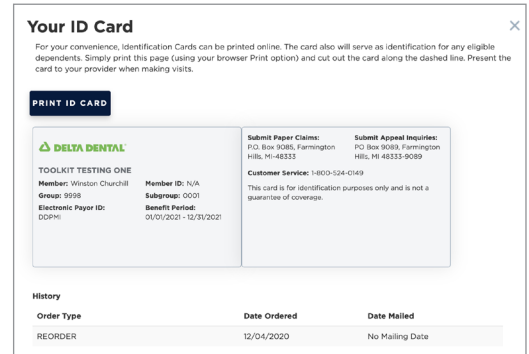 Your ID Card
For your convenience, Identification Cards can be printed online. The card also will serve as identification for any eligible
dependents. Simply print this page (using your browser Print option) and cut out the card along the dashed line. Present the
card to your provider when making visits.
PRINT ID CARD
DELTA DENTAL
TOOLKIT TESTING ONE
Member: Winston Churchill
Member ID: N/A
Group: 9998
Subgroup: 0001
Electronic Payor ID:
DDPMI
Benefit Period:
01/01/2021 - 12/31/2021
Submit Paper Claims:
P.O. Box 9085, Farmington
Hills, MI-48333
Submit Appeal Inquiries:
PO Box 9089, Farmington
Hills, MI 48333-9089
Customer Service: 1-800-524-0149
This card is for identification purposes only and is not a
guarantee of coverage.
History
Order Type Date Ordered Date Mailed
REORDER 12/04/2020 No Mailing Date